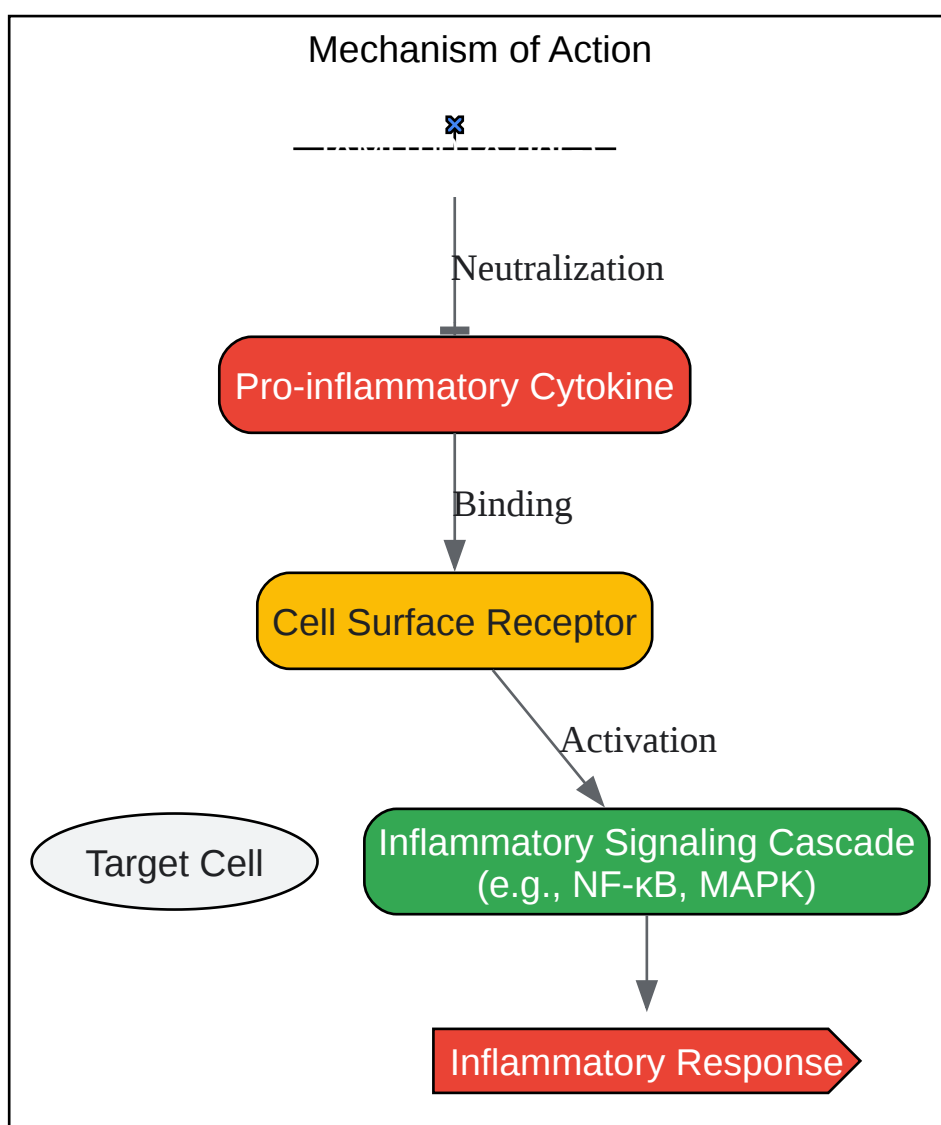 Mechanism of Action
Neutralization
Pro-inflammatory Cytokine
Binding
Cell Surface Receptor
Activation
Target Cell
Inflammatory Signaling Cascade
(e.g., NF-κB, MAPK)
Inflammatory Response